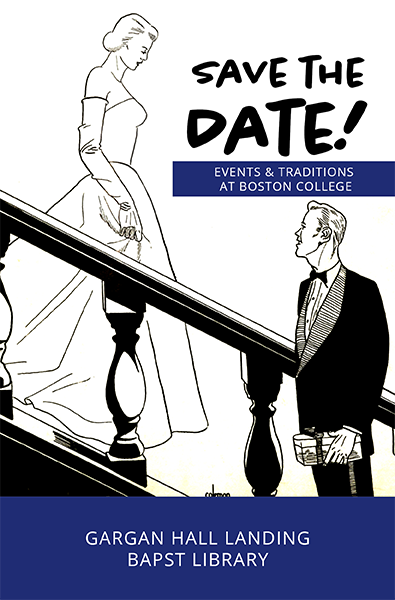 SAVE THE
DATE!
EVENTS & TRADITIONS
AT BOSTON COLLEGE
coleman
GARGAN HALL LANDING
BAPST LIBRARY